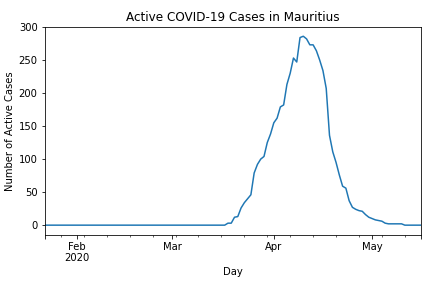 Active COVID-19 Cases in Mauritius
Number of Active Cases
300
250
200
150
100
50
0
Feb
2020
Mar
Apr
May
Day